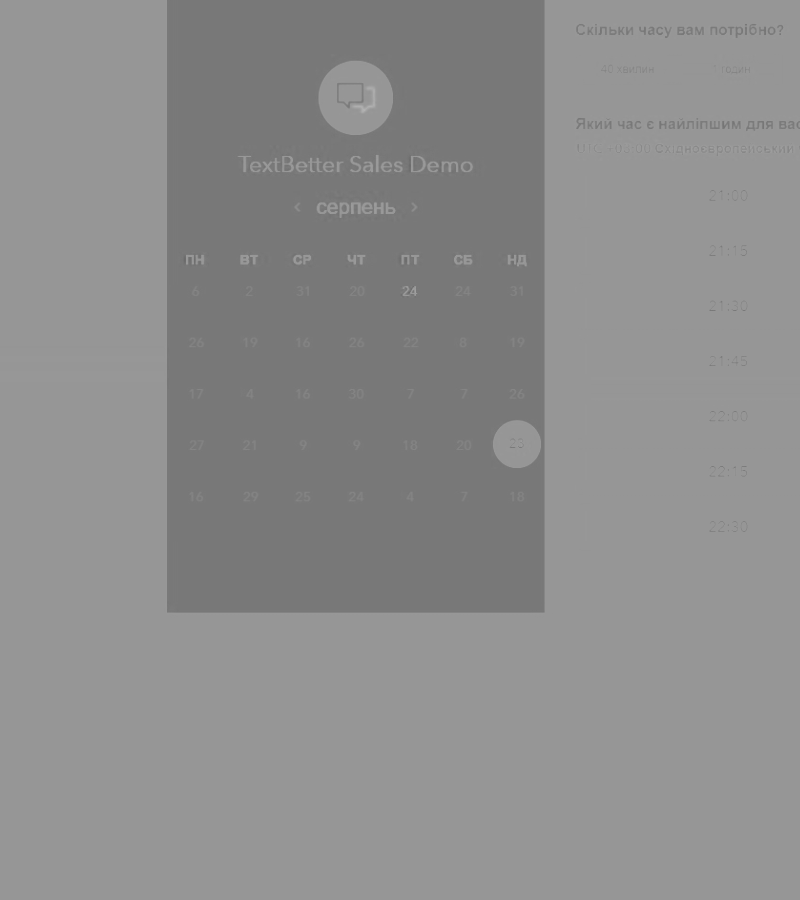 TextBetter Sales Demo
< серпень >
ПН ВТ СР ЧТ ПТ СБ НД
6 2 31 20 24 24 31
26 19 16 26 22 8 19
17 4 16 30 7 7 26
27 21 9 9 18 20 23
16 29 25 24 4 7 18
Скільки часу вам потрібно?
40 хвилин 1 годин
Який час є найліпшим для вас
UTC +03:00 Східноєвропейський
21:00
21:15
21:30
21:45
22:00
22:15
22:30